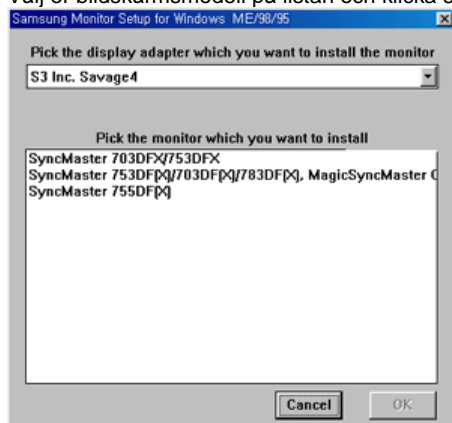 Välj er bildskärmsmodell på listan och klicka
Samsung Monitor Setup for Windows ME/98/95
Pick the display adapter which you want to install the monitor
S3 Inc. Savage4
Pick the monitor which you want to install
SyncMaster 703DFX/753DFX
SyncMaster 753DF[X]/703DF[X]/783DF[X], MagicSyncMaster
SyncMaster 755DF[X]
Cancel
OK